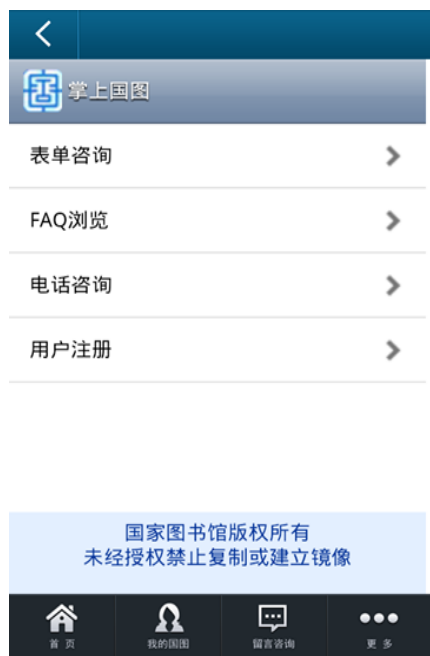 掌上国图
表单咨询
FAQ浏览
电话咨询
用户注册
国家图书馆版权所有
未经授权禁止复制或建立镜像
首 页
我的国图
留言咨询
更 多